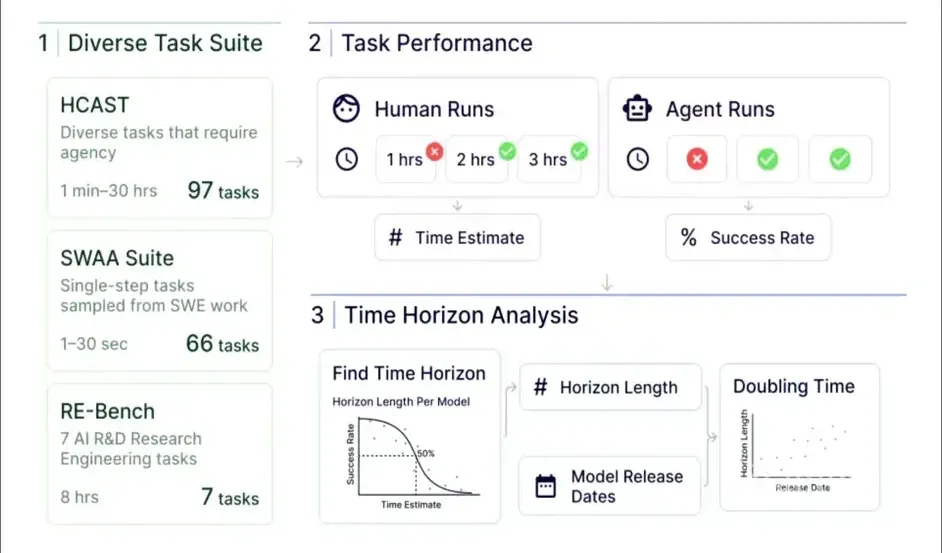 1 Diverse Task Suite
HCAST
Diverse tasks that require
agency
1 min–30 hrs 97 tasks
SWAA Suite
Single-step tasks
sampled from SWE work
1–30 sec 66 tasks
RE-Bench
7 AI R&D Research
Engineering tasks
8 hrs 7 tasks
2 Task Performance
Human Runs
1 hrs 2 hrs 3 hrs
# Time Estimate
Agent Runs
% Success Rate
3 Time Horizon Analysis
Find Time Horizon
Horizon Length Per Model
Success Rate
50%
Time Estimate
# Horizon Length
Model Release
Dates
Doubling Time
Horizon Length
Release Date